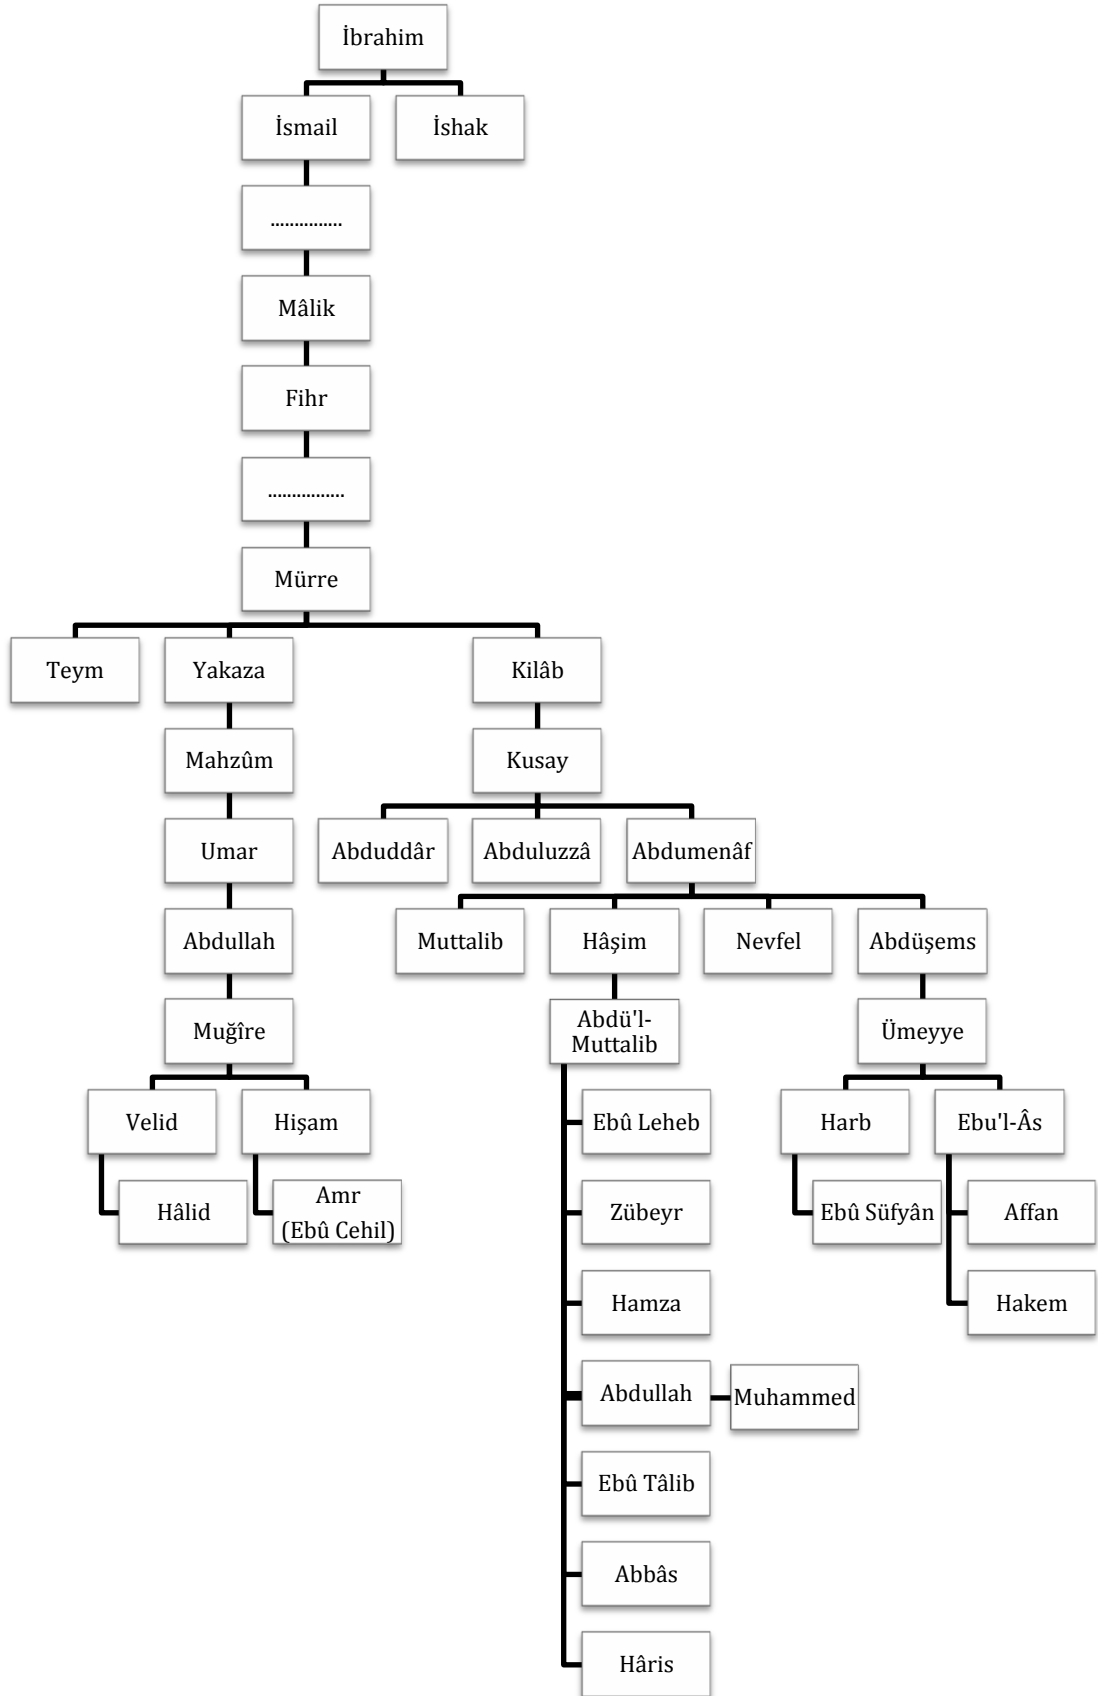 İbrahim
İsmail
İshak
...............
Mâlik
Fihr
................
Mürre
Teym
Yakaza
Kilâb
Mahzûm
Kusay
Umar
Abduddâr
Abduluzzâ
Abdumenâf
Abdullah
Muttalib
Hâşim
Nevfel
Abdüşems
Muğîre
Abdü'l-
Muttalib
Ümeyye
Velid
Hişam
Ebû Leheb
Harb
Ebu'l-Âs
Hâlid
Amr
(Ebû Cehil)
Zübeyr
Ebû Süfyân
Affan
Hamza
Hakem
Abdullah
Muhammed
Ebû Tâlib
Abbâs
Hâris